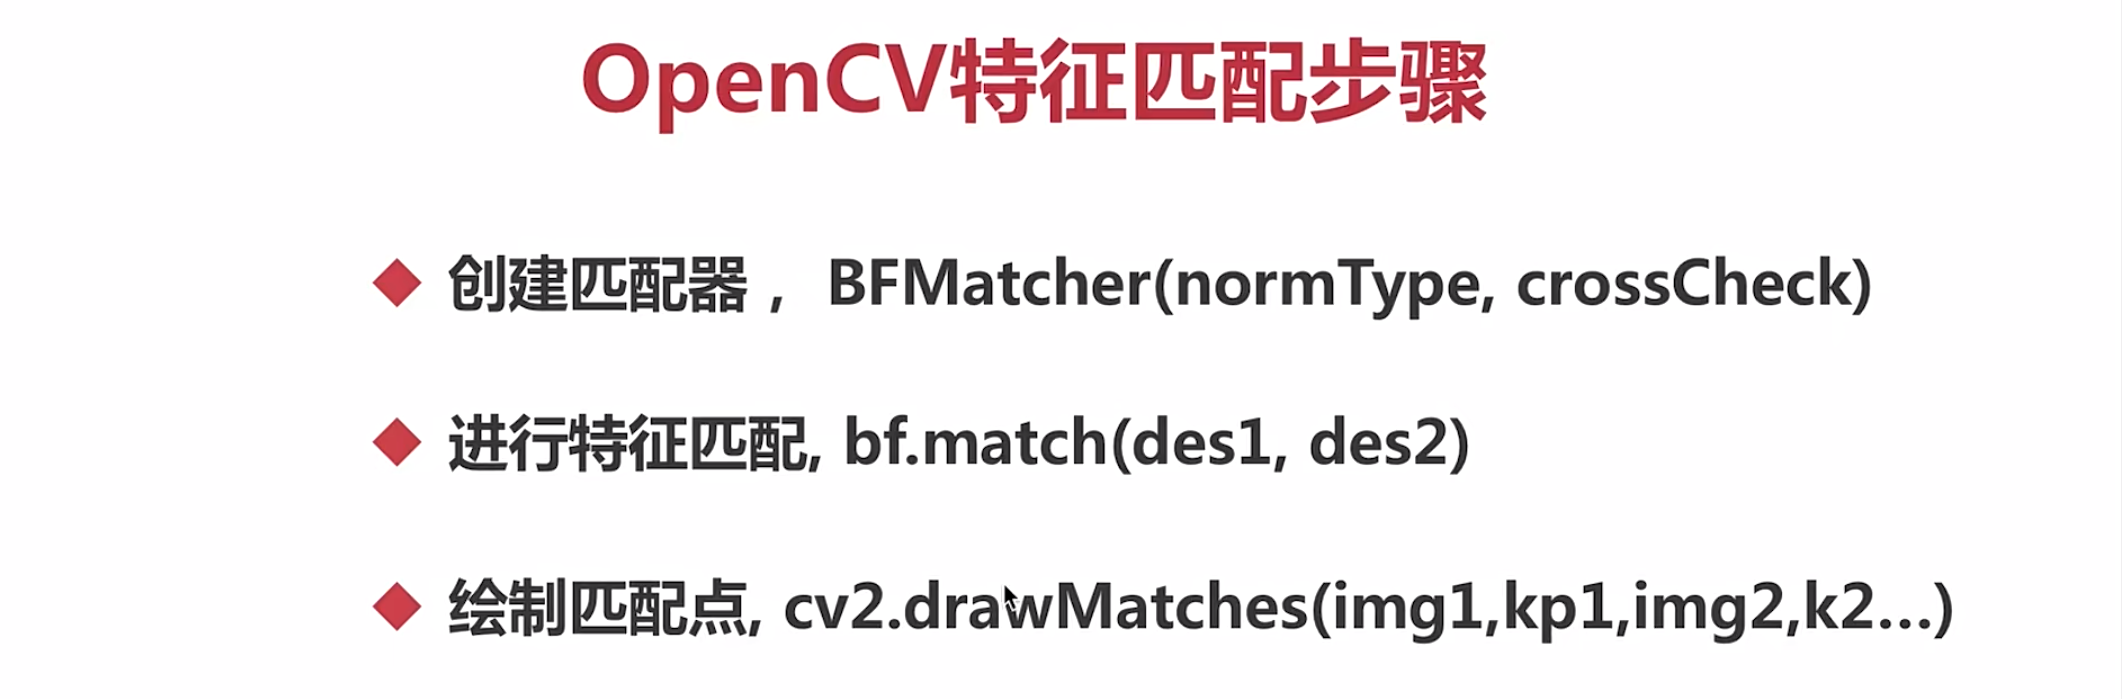 OpenCV特征匹配步骤
创建匹配器， BFMatcher(normType, crossCheck)
进行特征匹配, bf.match(des1, des2)
绘制匹配点, cv2.drawMatches(img1,kp1,img2,k2...)